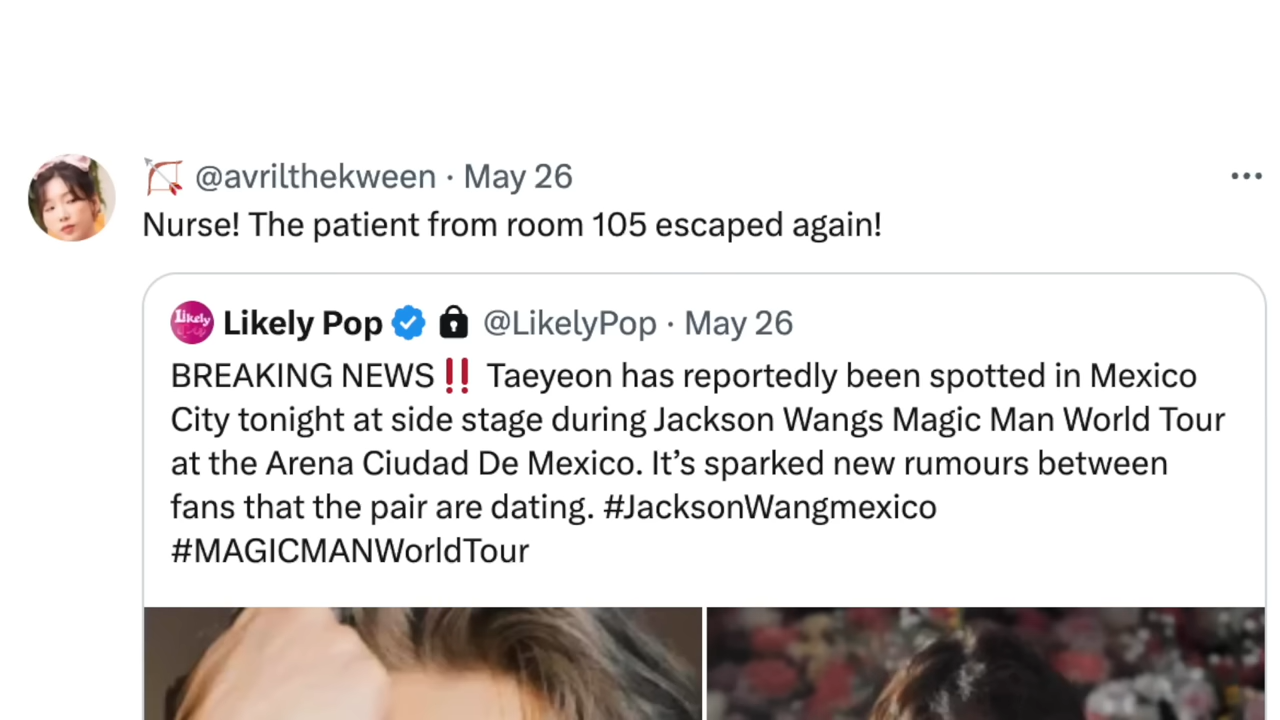 🏹 @avrilthekween · May 26
Nurse! The patient from room 105 escaped again!
Likely
Likely Pop @LikelyPop · May 26
BREAKING NEWS‼️ Taeyeon has reportedly been spotted in Mexico
City tonight at side stage during Jackson Wangs Magic Man World Tour
at the Arena Ciudad De Mexico. It’s sparked new rumours between
fans that the pair are dating. #JacksonWangmexico
#MAGICMANWorldTour